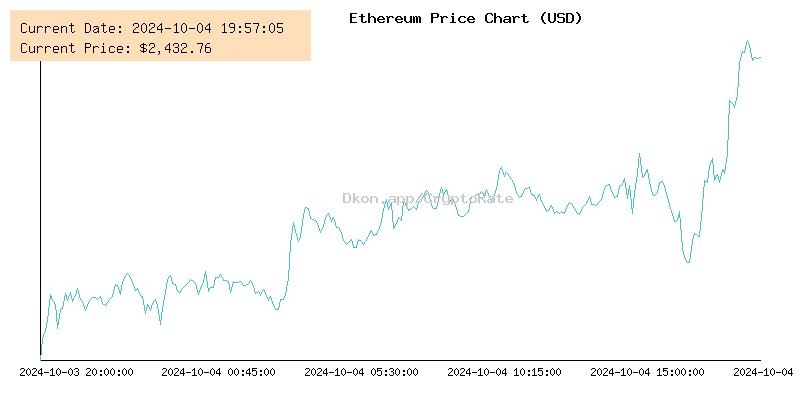 Ethereum Price Chart (USD)
Current Date: 2024-10-04 19:57:05
Current Price: $2,432.76
Dkon.app/CryptoRate
2024-10-03 20:00:00 2024-10-04 00:45:00 2024-10-04 05:30:00 2024-10-04 10:15:00 2024-10-04 15:00:00 2024-10-04